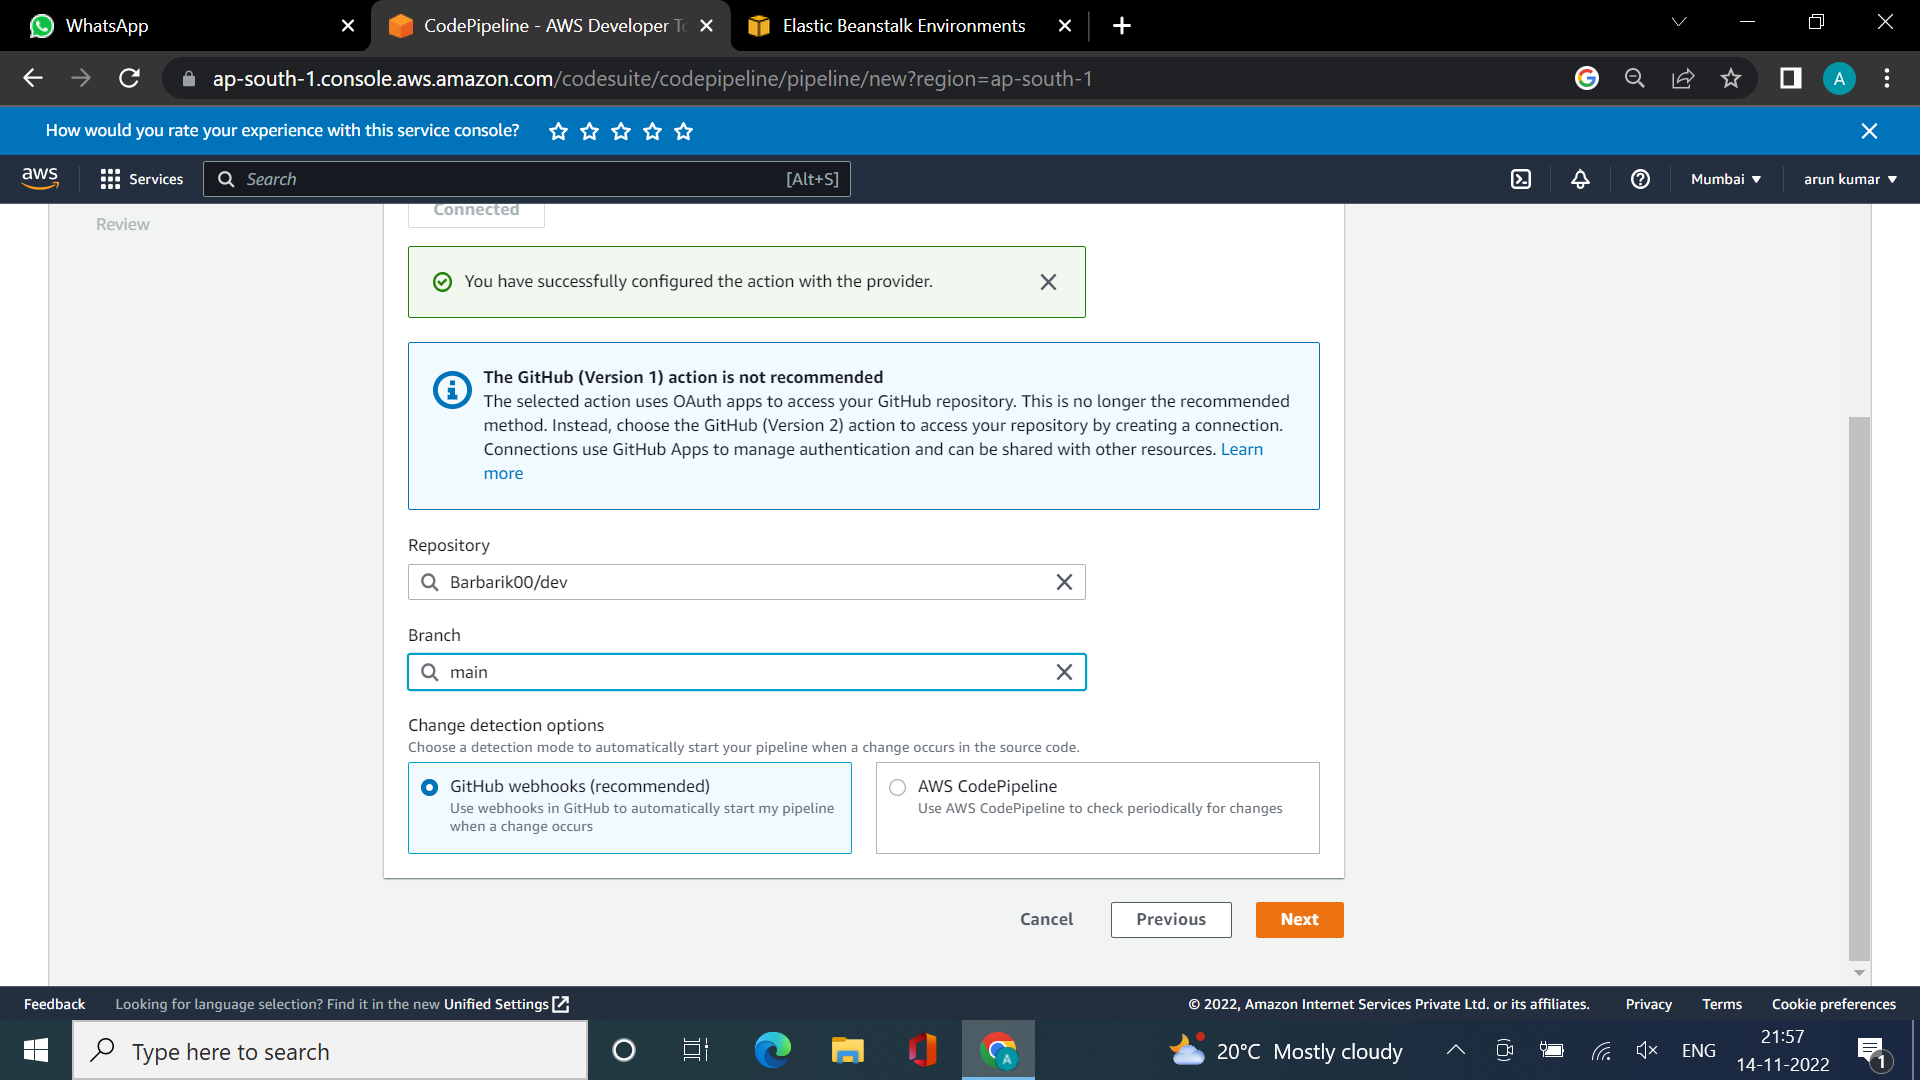 WhatsApp
CodePipeline - AWS Developer To
Elastic Beanstalk Environments
ap-south-1.console.aws.amazon.com/codesuite/codepipeline/pipeline/new?region=ap-south-1
A
How would you rate your experience with this service console?
aws
Services
Search
[Alt+S]
Mumbai
arun kumar
Review
Connected
You have successfully configured the action with the provider.
The GitHub (Version 1) action is not recommended
The selected action uses OAuth apps to access your GitHub repository. This is no longer the recommended
method. Instead, choose the GitHub (Version 2) action to access your repository by creating a connection.
Connections use GitHub Apps to manage authentication and can be shared with other resources. Learn
more
Repository
Barbarik00/dev
Branch
main
Change detection options
Choose a detection mode to automatically start your pipeline when a change occurs in the source code.
GitHub webhooks (recommended)
Use webhooks in GitHub to automatically start my pipeline
when a change occurs
AWS CodePipeline
Use AWS CodePipeline to check periodically for changes
Cancel
Previous
Next
Feedback
Looking for language selection? Find it in the new Unified Settings
© 2022, Amazon Internet Services Private Ltd. or its affiliates.
Privacy
Terms
Cookie preferences
Type here to search
A
20°C Mostly cloudy
ENG
21:57
14-11-2022
1